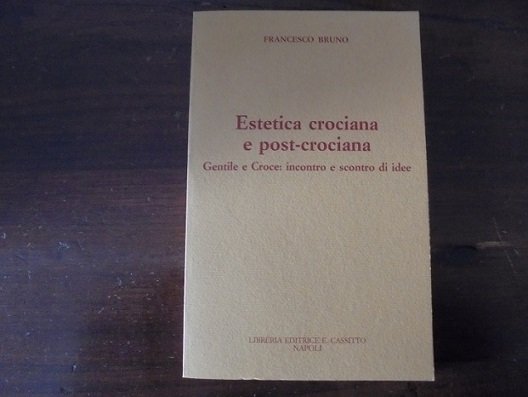 FRANCESCO BRUNO
Estetica crociana
e post-crociana
Gentile e Croce: incontro e scontro di idee
LIBRERIA EDITRICE E. CASSITTO
NAPOLI